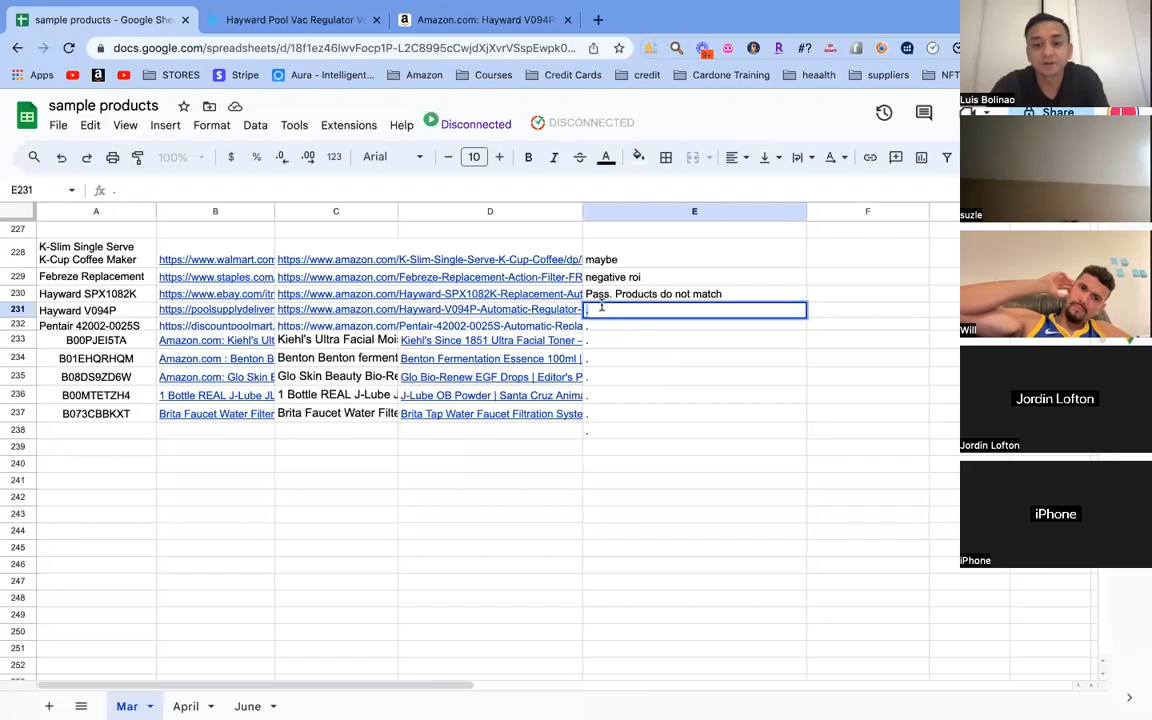 sample products - Google She
Hayward Pool Vac Regulator V
Amazon.com: Hayward V094P
docs.google.com/spreadsheets/d/18f1ez46lwvFocp1P-L2C8995cCwjdXjXvrVSspEwpk0...
9+
#?
Apps
STORES
Stripe
Aura - Intelligent...
Amazon
Courses
Credit Cards
credit
Cardone Training
heaalth
suppliers
NFT
Luis Bolinao
Share
sample products
File Edit View Insert Format Data Tools Extensions Help
Disconnected
DISCONNECTED
100% $ % .0 .00 123 Arial 10 B I A
E231 fx .
A B C D E F
227
228 K-Slim Single Serve
K-Cup Coffee Maker https://www.walmart.com https://www.amazon.com/K-Slim-Single-Serve-K-Cup-Coffee/dp/ maybe
229 Febreze Replacement https://www.staples.com https://www.amazon.com/Febreze-Replacement-Action-Filter-FR negative roi
230 Hayward SPX1082K https://www.ebay.com/itr https://www.amazon.com/Hayward-SPX1082K-Replacement-Aut Pass. Products do not match
231 Hayward V094P https://poolsupplydeliver https://www.amazon.com/Hayward-V094P-Automatic-Regulator- .
232 Pentair 42002-0025S https://discountpoolmart. https://www.amazon.com/Pentair-42002-0025S-Automatic-Repla .
233 B00PJEI5TA Amazon.com: Kiehl's Ult Kiehl's Ultra Facial Moi Kiehl's Since 1851 Ultra Facial Toner – .
234 B01EHQRHQM Amazon.com : Benton B Benton Benton ferment Benton Fermentation Essence 100ml | .
235 B08DS9ZD6W Amazon.com: Glo Skin E Glo Skin Beauty Bio-Re Glo Bio-Renew EGF Drops | Editor's P .
236 B00MTETZH4 1 Bottle REAL J-Lube JL 1 Bottle REAL J-Lube J J-Lube OB Powder | Santa Cruz Anima .
237 B073CBBKXT Brita Faucet Water Filter Brita Faucet Water Filte Brita Tap Water Faucet Filtration Syste .
238 .
239
240
241
242
243
244
245
246
247
248
249
250
251
252
suzie
Will
Jordin Lofton
Jordin Lofton
iPhone
iPhone
Mar
April
June